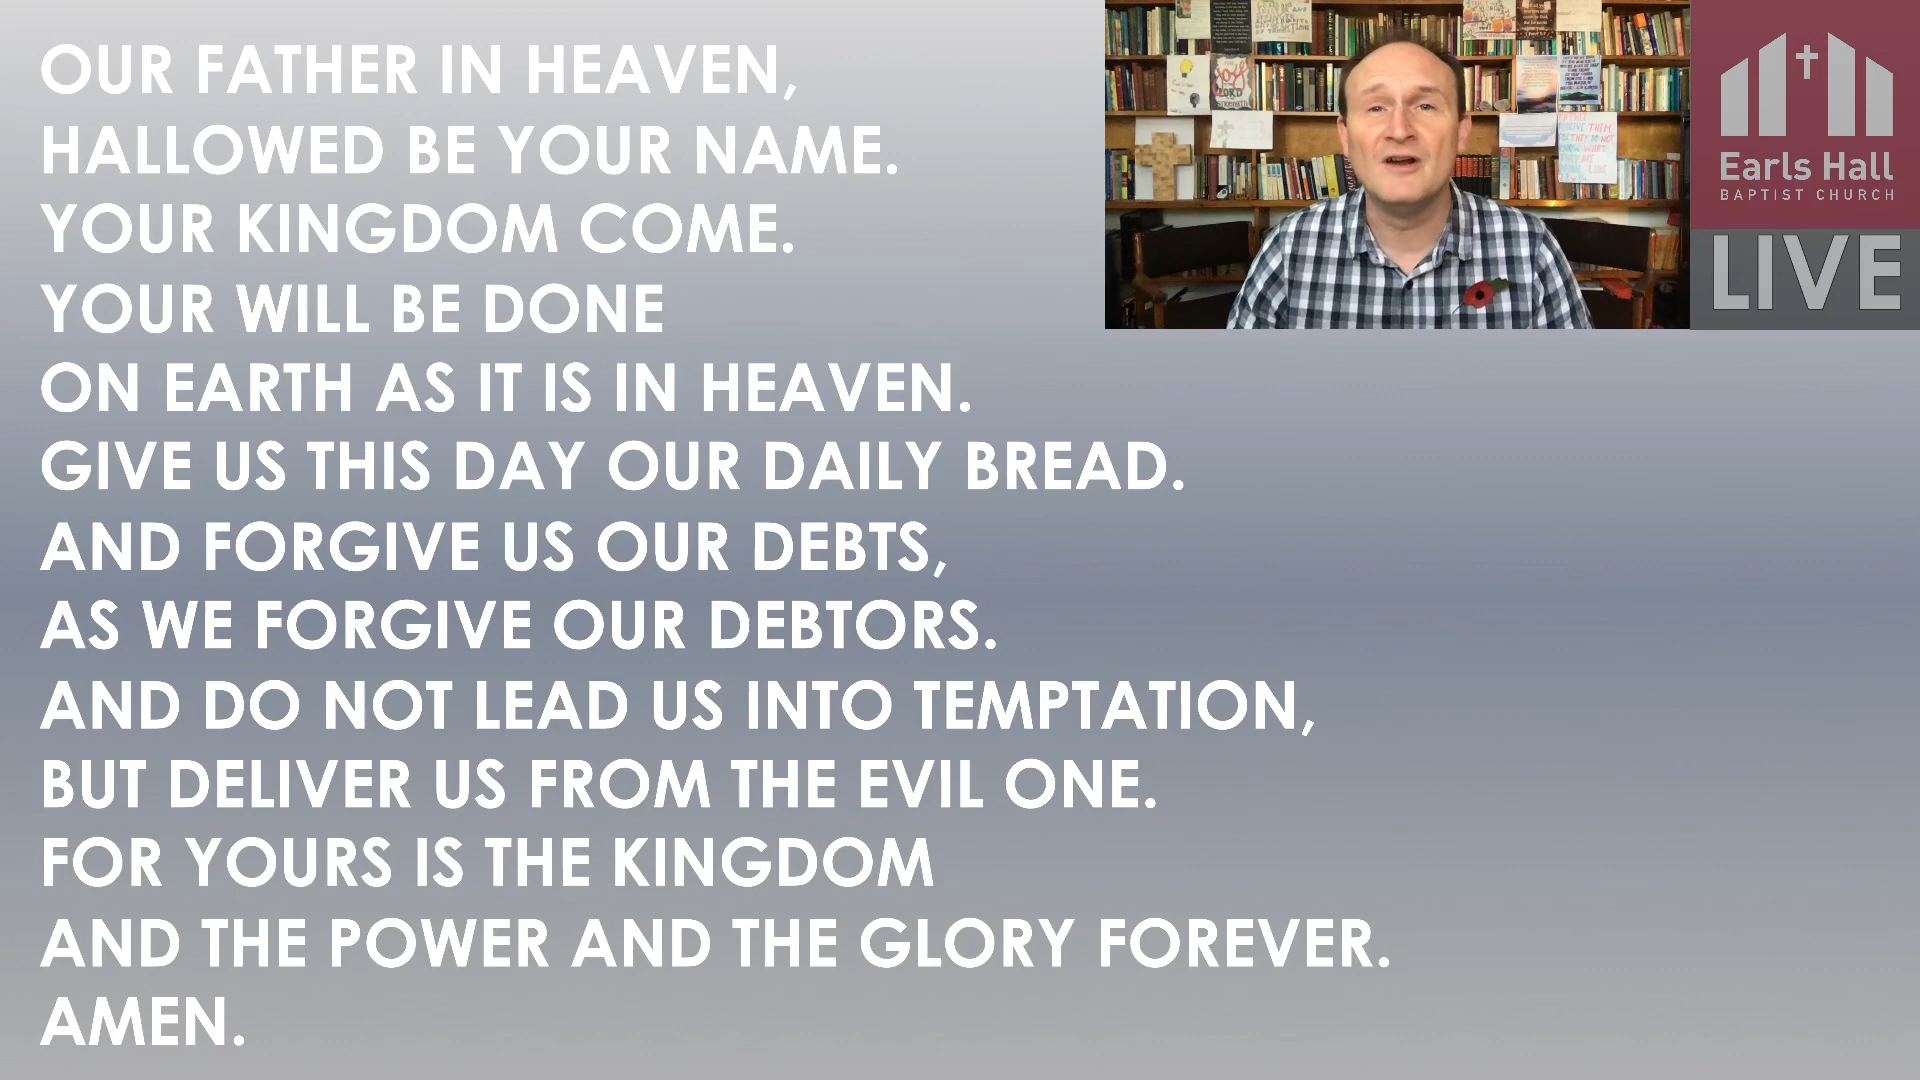 OUR FATHER IN HEAVEN,
HALLOWED BE YOUR NAME.
YOUR KINGDOM COME.
YOUR WILL BE DONE
ON EARTH AS IT IS IN HEAVEN.
GIVE US THIS DAY OUR DAILY BREAD.
AND FORGIVE US OUR DEBTS,
AS WE FORGIVE OUR DEBTORS.
AND DO NOT LEAD US INTO TEMPTATION,
BUT DELIVER US FROM THE EVIL ONE.
FOR YOURS IS THE KINGDOM
AND THE POWER AND THE GLORY FOREVER.
AMEN.
Earls Hall
BAPTIST CHURCH
LIVE